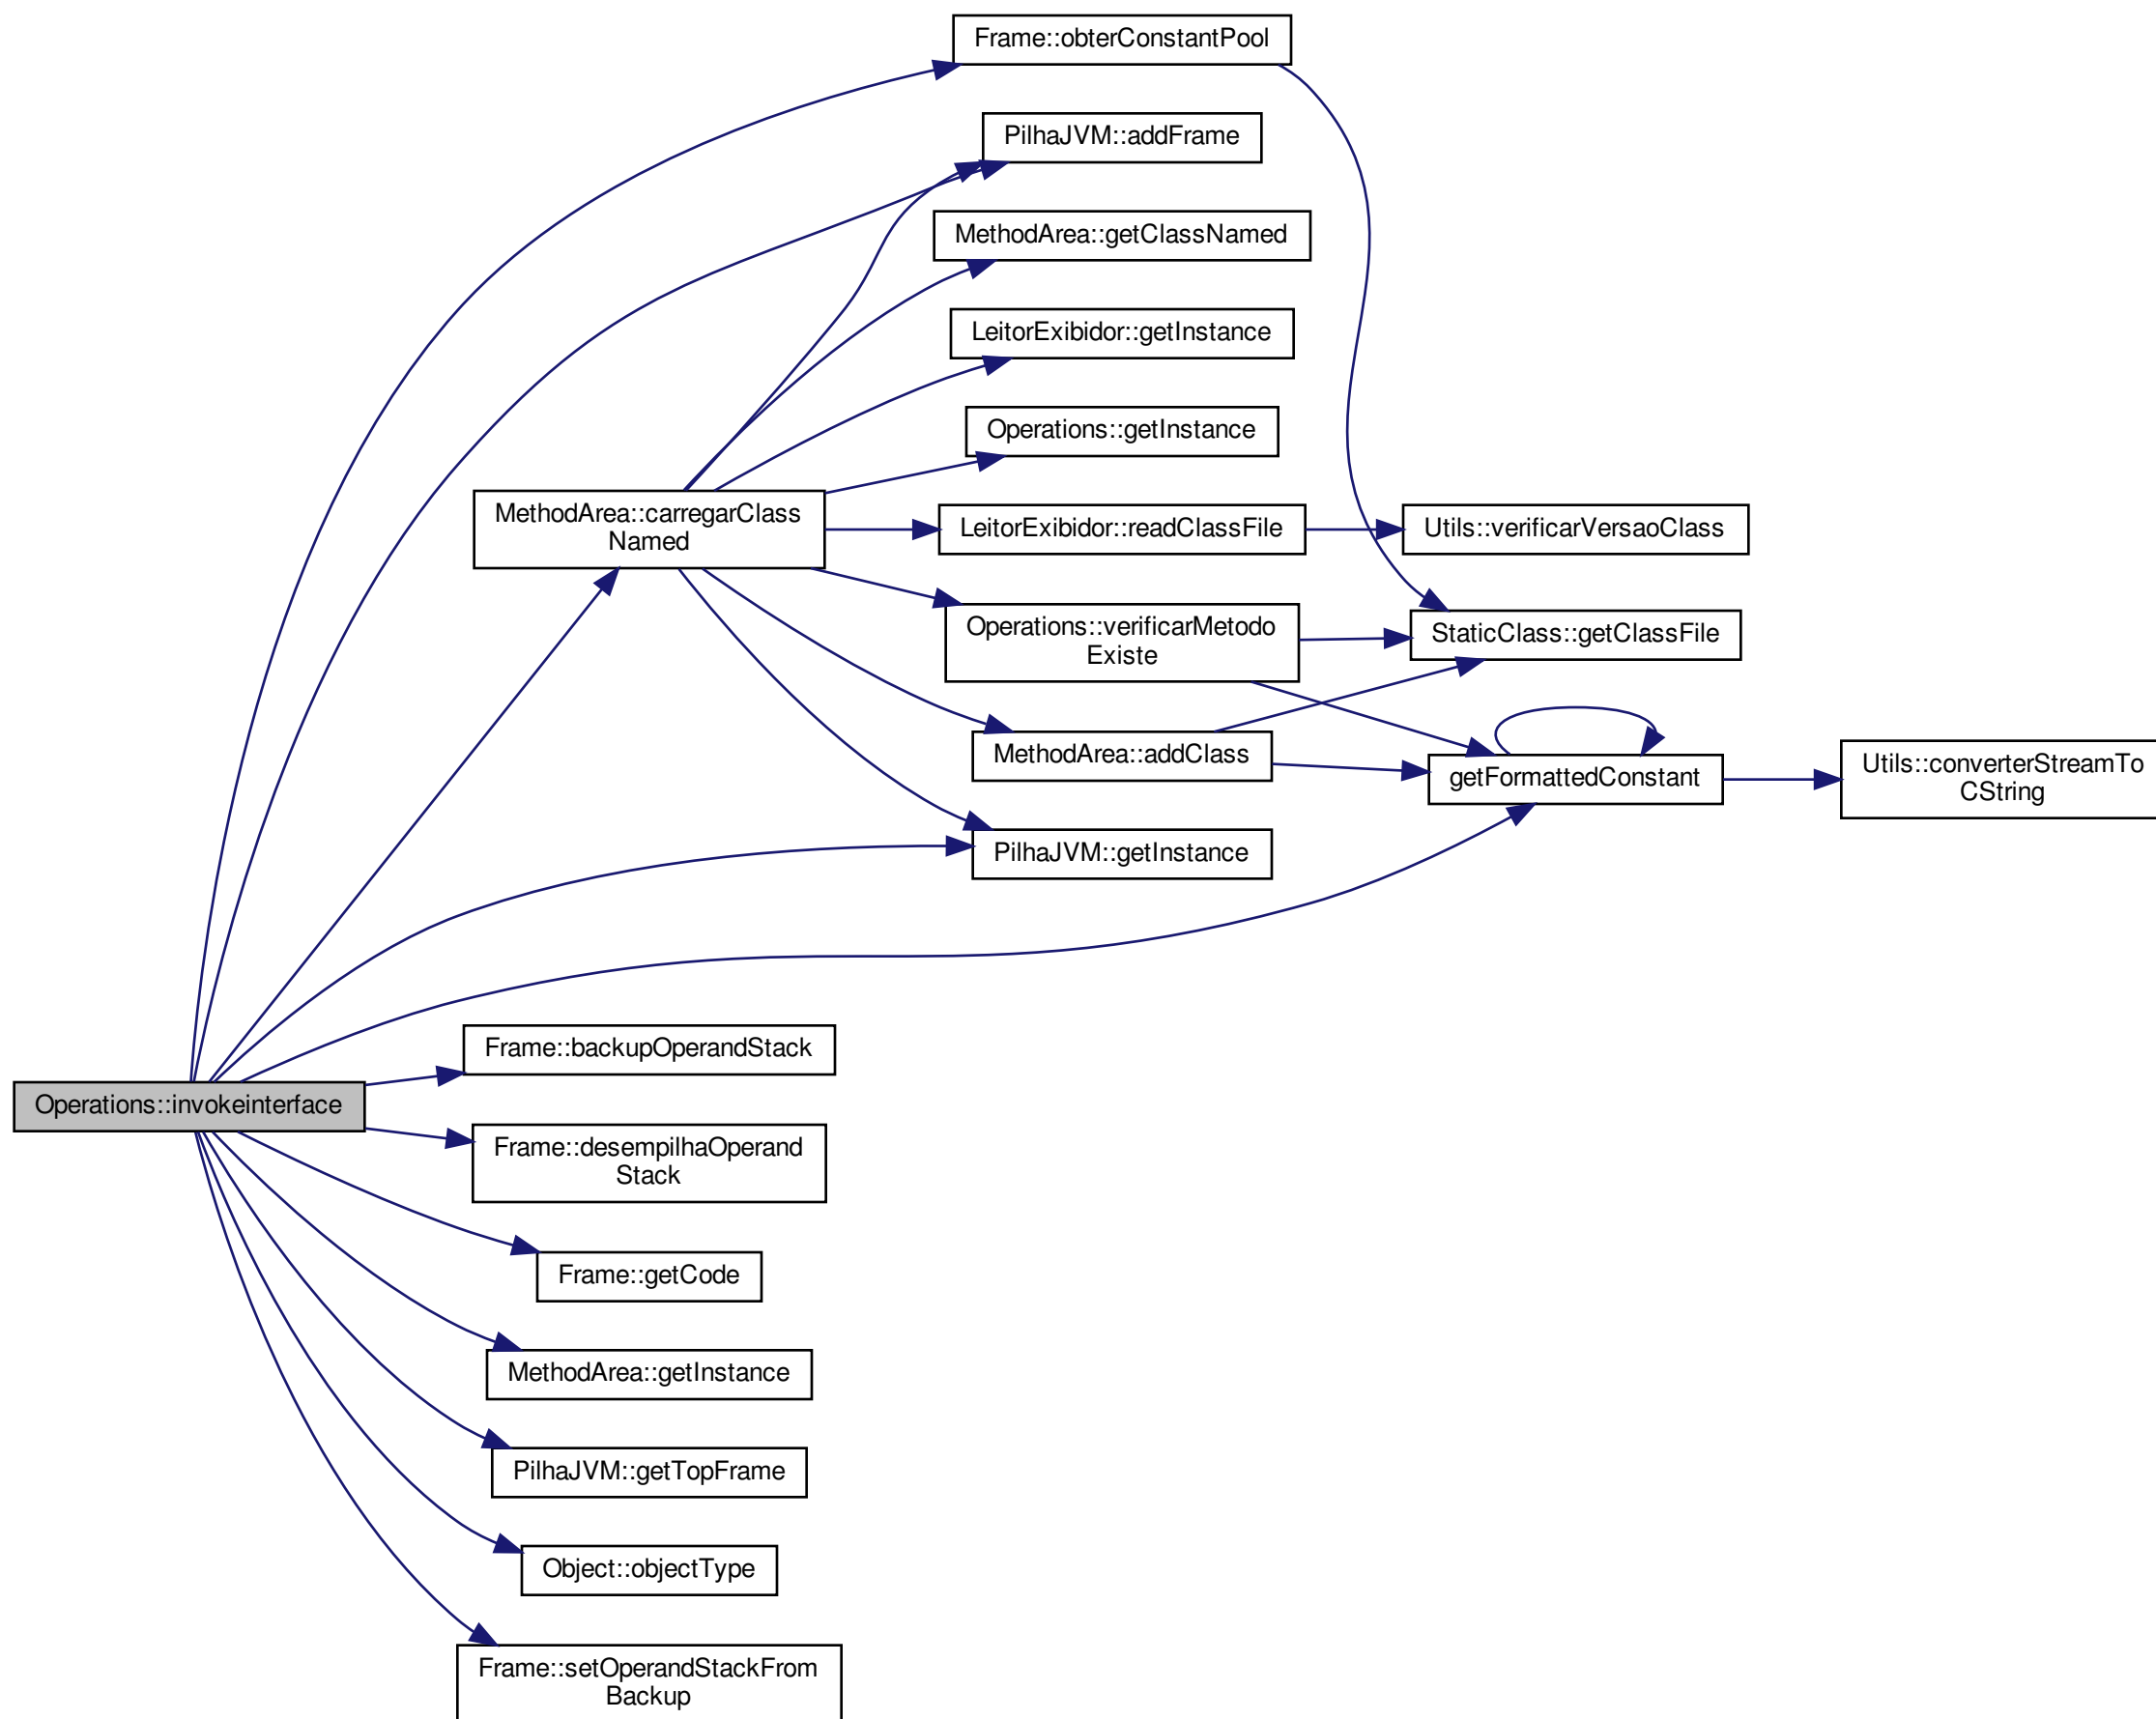 Frame::obterConstantPool
PilhaJVM::addFrame
MethodArea::getClassNamed
LeitorExibidor::getInstance
Operations::getInstance
MethodArea::carregarClass
Named
LeitorExibidor::readClassFile
Utils::verificarVersaoClass
Operations::verificarMetodo
Existe
StaticClass::getClassFile
MethodArea::addClass
getFormattedConstant
Utils::converterStreamTo
CString
PilhaJVM::getInstance
Frame::backupOperandStack
Operations::invokeinterface
Frame::desempilhaOperand
Stack
Frame::getCode
MethodArea::getInstance
PilhaJVM::getTopFrame
Object::objectType
Frame::setOperandStackFrom
Backup